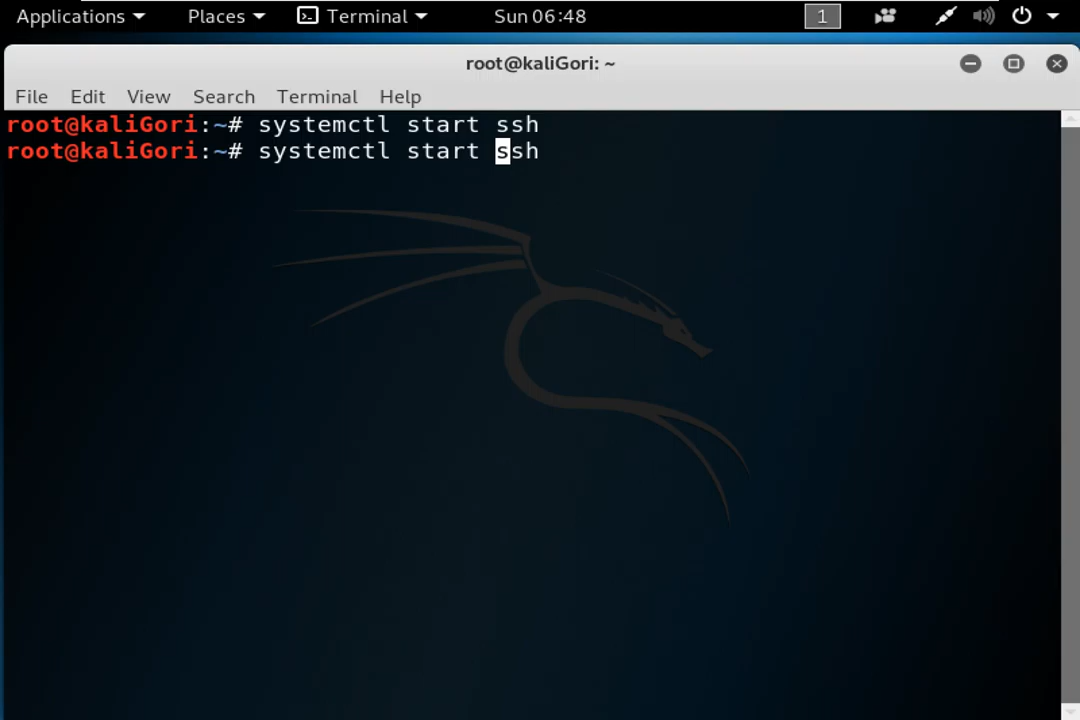 Applications Places Terminal Sun 06:48 1
root@kaliGori: ~
File Edit View Search Terminal Help
root@kaliGori:~# systemctl start ssh
root@kaliGori:~# systemctl start ssh